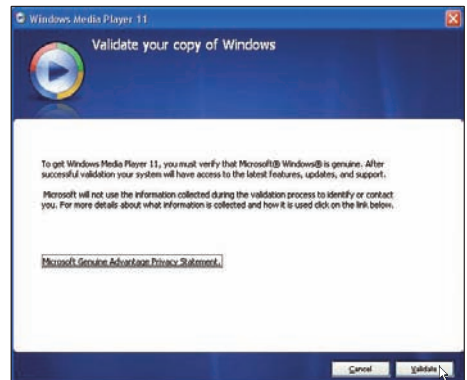 Windows Media Player 11
Validate your copy of Windows
To get Windows Media Player 11, you must verify that Microsoft® Windows® is genuine. After
successful validation your system will have access to the latest features, updates, and support.
Microsoft will not use the information collected during the validation process to identify or contact
you. For more details about what information is collected and how it is used click on the link below.
Microsoft Genuine Advantage Privacy Statement.
Cancel Validate